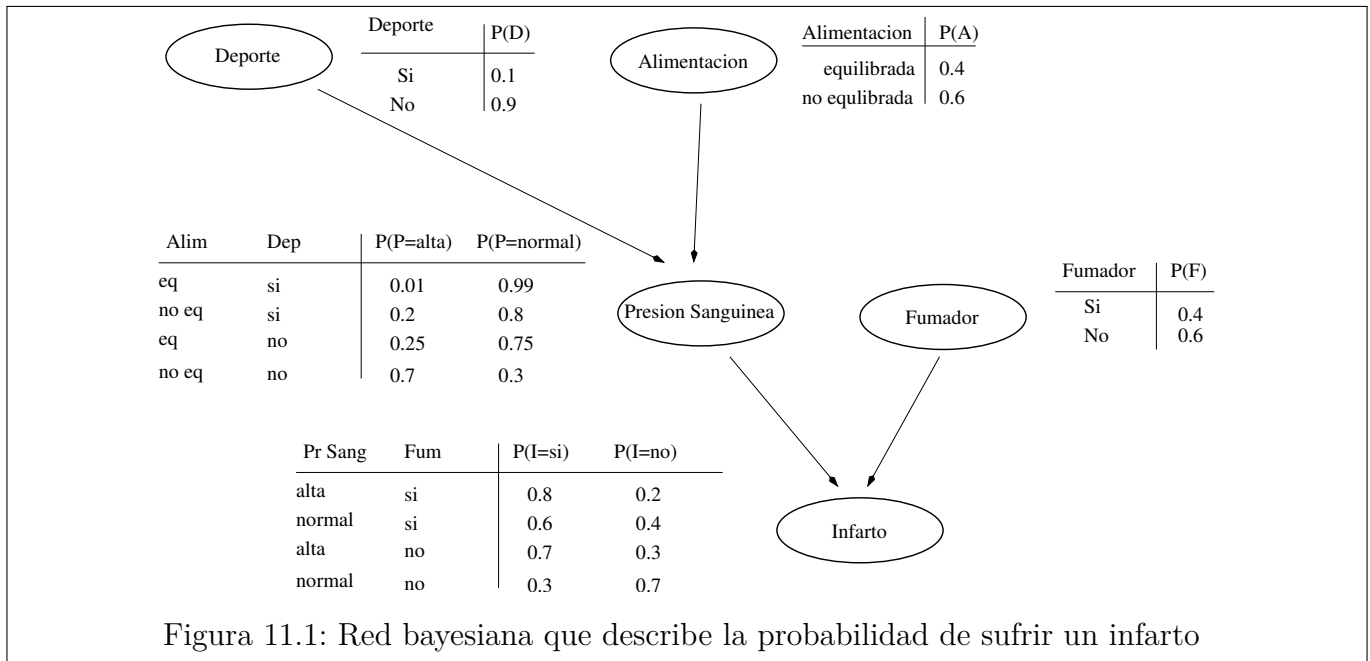 Deporte
Deporte P(D)
Si 0.1
No 0.9
Alimentacion
Alimentacion P(A)
equilibrada 0.4
no equlibrada 0.6
Alim Dep P(P=alta) P(P=normal)
eq si 0.01 0.99
no eq si 0.2 0.8
eq no 0.25 0.75
no eq no 0.7 0.3
Presion Sanguinea
Fumador
Fumador P(F)
Si 0.4
No 0.6
Pr Sang Fum P(I=si) P(I=no)
alta si 0.8 0.2
normal si 0.6 0.4
alta no 0.7 0.3
normal no 0.3 0.7
Infarto
Figura 11.1: Red bayesiana que describe la probabilidad de sufrir un infarto